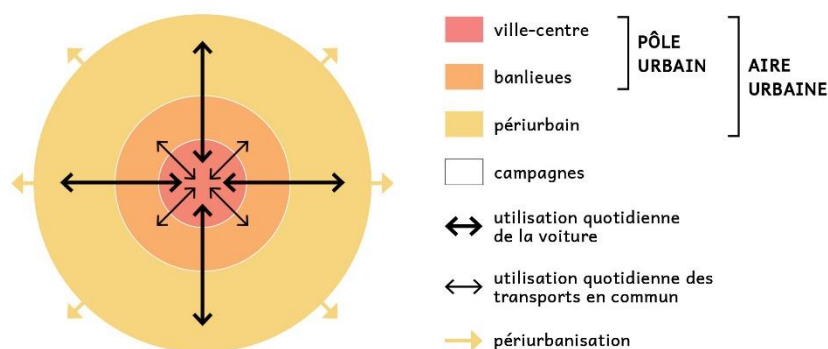 ville-centre
banlieues
PÔLE
URBAIN
périurbain
AIRE
URBAINE
campagnes
utilisation quotidienne
de la voiture
utilisation quotidienne des
transports en commun
périurbanisation